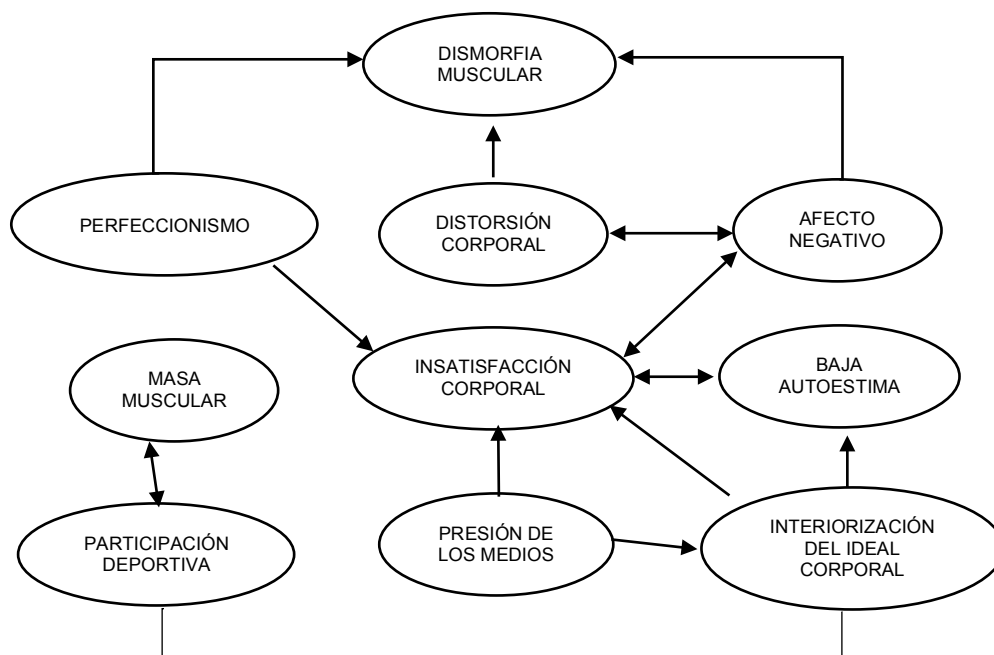 DISMORFIA
MUSCULAR
PERFECCIONISMO
DISTORSIÓN
CORPORAL
AFECTO
NEGATIVO
MASA
MUSCULAR
INSATISFACCIÓN
CORPORAL
BAJA
AUTOESTIMA
PARTICIPACIÓN
DEPORTIVA
PRESIÓN DE
LOS MEDIOS
INTERIORIZACIÓN
DEL IDEAL
CORPORAL